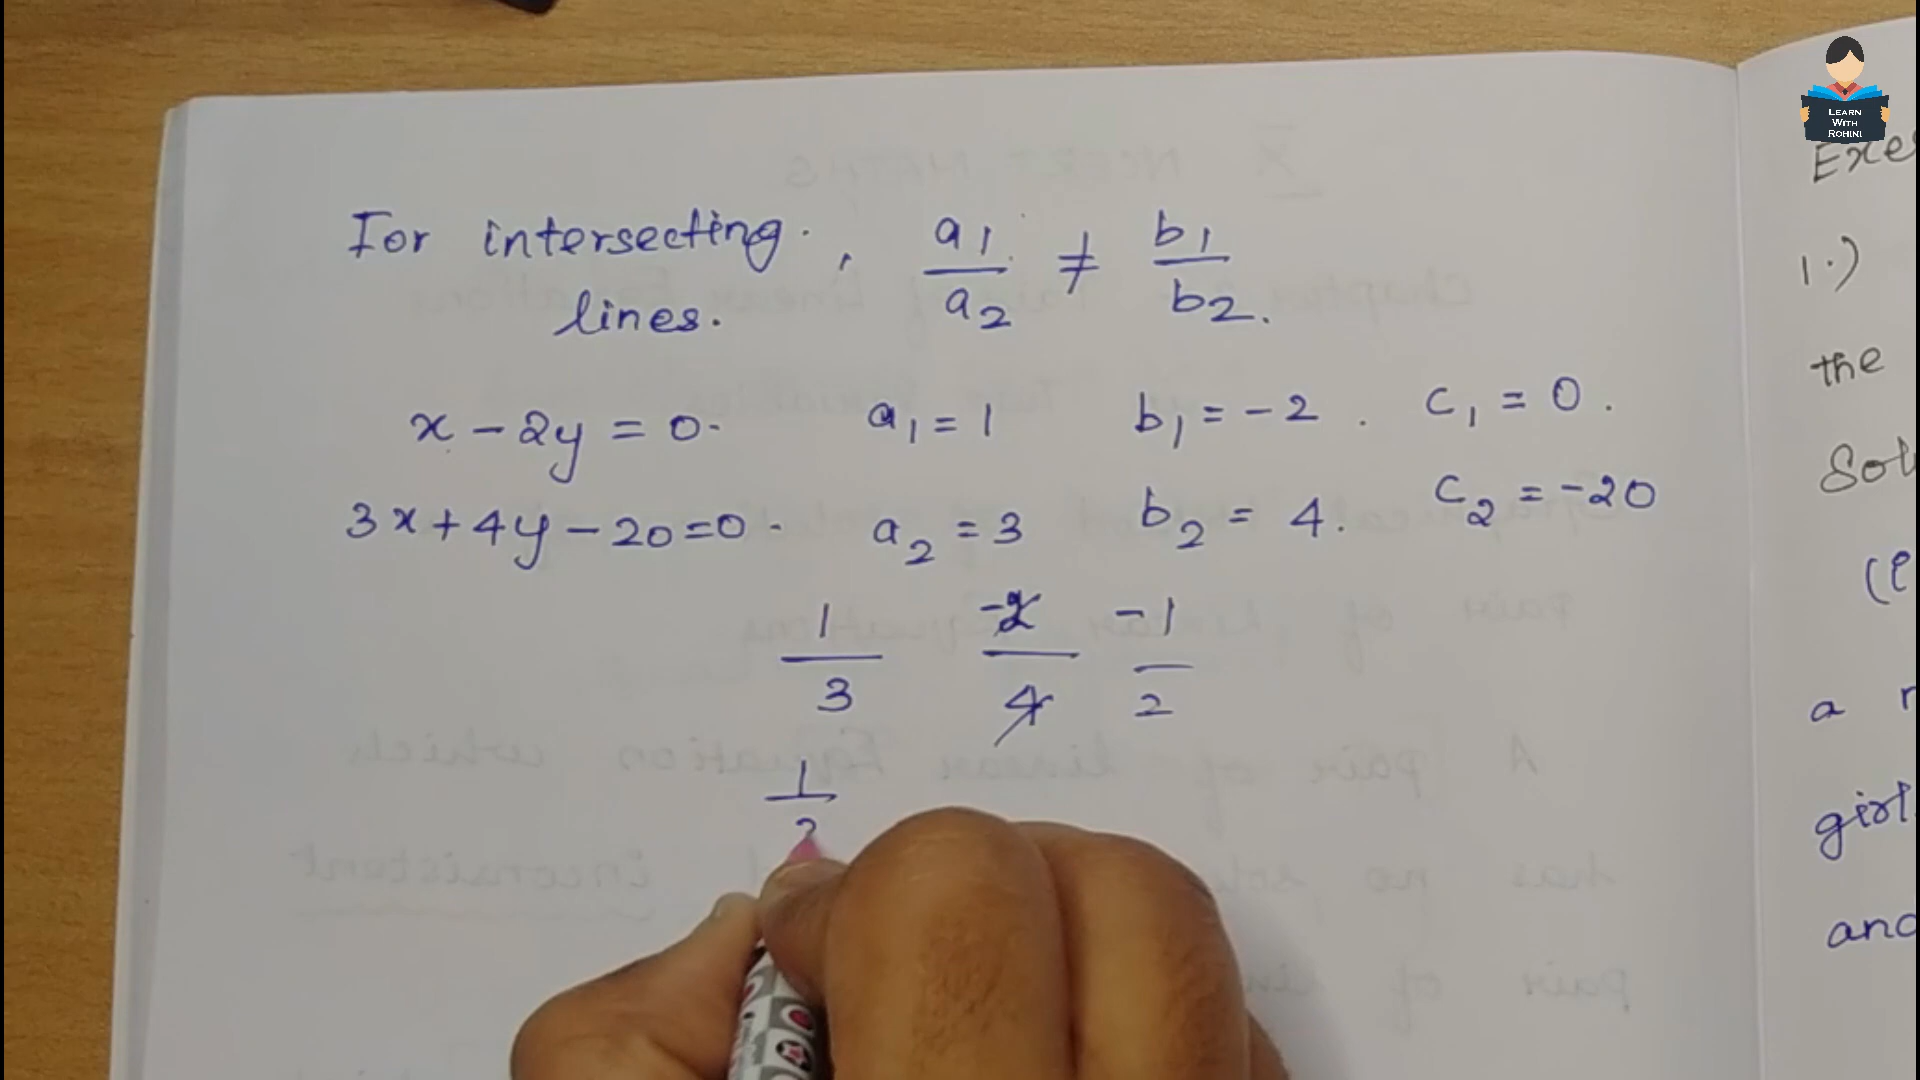 For intersecting , a1/a2 ≠ b1/b2.
lines.
x - 2y = 0. a1 = 1 b1 = -2 . c1 = 0 .
3x + 4y - 20 = 0. a2 = 3 b2 = 4. c2 = -20
1/3 -2/4 -1/2
1
LEARN
WITH
ROHINI
Exe
1.)
the
Sol
a
girl
and